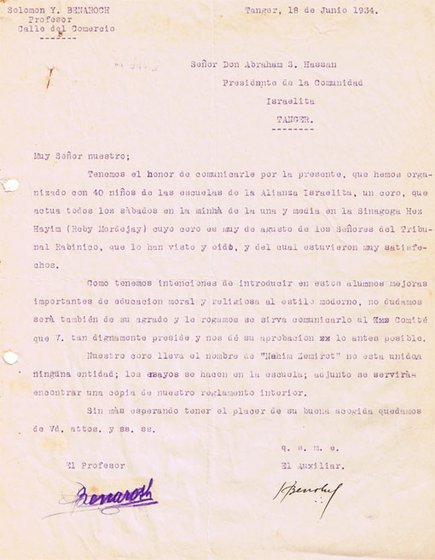 Solomon Y. BENAROCH
Profesor
Calle del Comercio
Tanger, 18 de Junio 1934.
Señor Don Abraham S. Hassan
Presidente de la Comunidad
Israelita
TANGER.
Muy Señor nuestro;
Tenemos el honor de comunicarle por la presente, que hemos orga-
nizado con 40 niños de las escuelas de la Alianza Israelita, un coro, que
actua todos los sábados en la minhá de la una y media en la Sinagoga Hez
Hayim (Reby Mordejay) cuyo coro es muy de agusto de los Señores del Tribu-
nal Rabinico, que lo han visto y oido, y del cual estuvieron muy satisfe-
chos.
Como tenemos intenciones de introducir en estos alumnos mejoras
importantes de educacion moral y religiosa al estilo moderno, no dudamos
será también de su agrado y le rogamos se sirva comunicarlo al Comité
que V. tan dignamente preside y nos dé su aprobacion xx lo antes posible.
Nuestro coro lleva el nombre de "Nehim Zemirot" no esta unidoa
ninguna entidad; los ensayos se hacen en la escuela; adjunto se servirás
encontrar una copia de nuestro reglamento interior.
Sin mas esperando tener el placer de su buena acogida quedamos
de Vd. attos. y ss. ss.
q. s. m. e.
El Profesor
El Auxiliar.
Benaroth